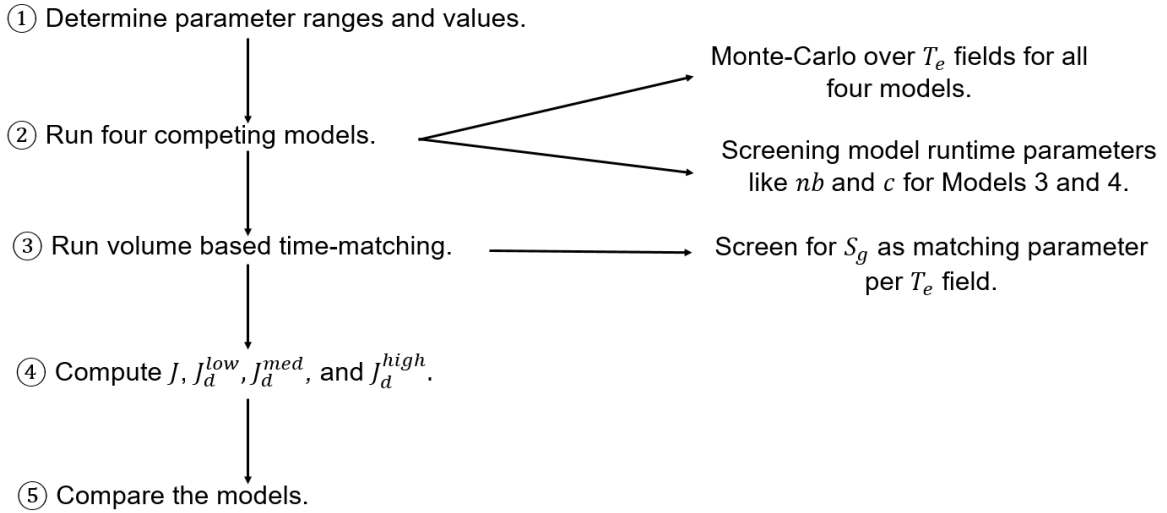 ① Determine parameter ranges and values.
Monte-Carlo over Tₑ fields for all
four models.
② Run four competing models.
Screening model runtime parameters
like nb and c for Models 3 and 4.
③ Run volume based time-matching.
Screen for S_g as matching parameter
per Tₑ field.
④ Compute J, J_d^{low}, J_d^{med}, and J_d^{high}.
⑤ Compare the models.